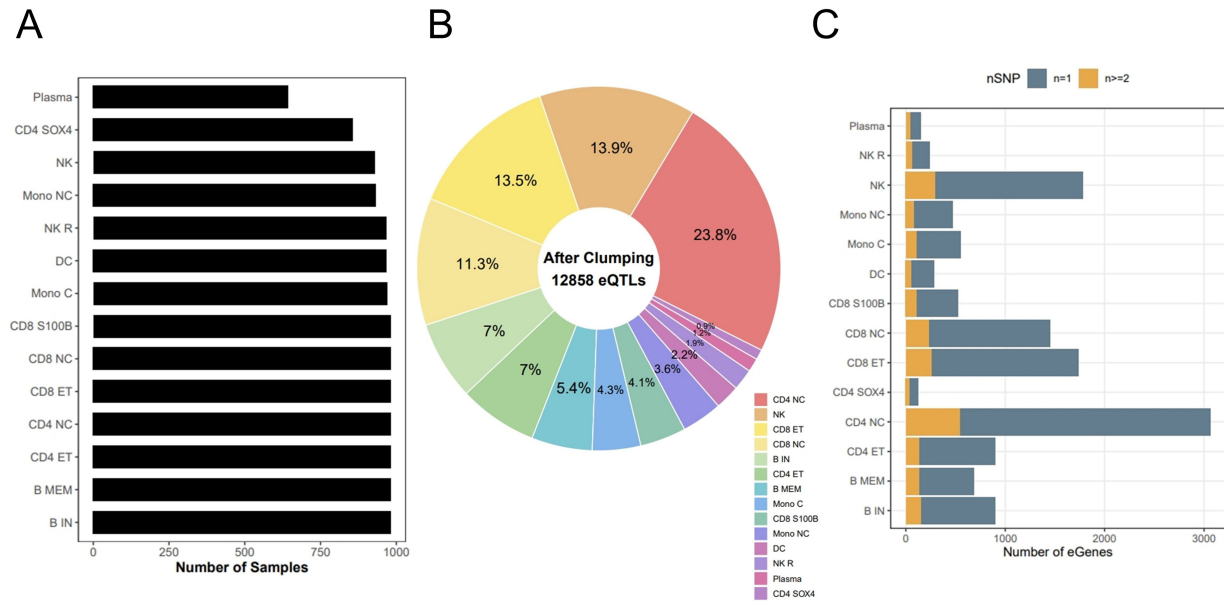 A
Plasma
CD4 SOX4
NK
Mono NC
NK R
DC
Mono C
CD8 S100B
CD8 NC
CD8 ET
CD4 NC
CD4 ET
B MEM
B IN
0 250 500 750 1000
Number of Samples
B
13.9%
13.5%
23.8%
11.3%
After Clumping
12858 eQTLs
7%
0.9%
1.2%
1.9%
2.2%
7%
3.6%
5.4%
4.3%
4.1%
CD4 NC
NK
CD8 ET
CD8 NC
B IN
CD4 ET
B MEM
Mono C
CD8 S100B
Mono NC
DC
NK R
Plasma
CD4 SOX4
C
nSNP n=1 n>=2
Plasma
NK R
NK
Mono NC
Mono C
DC
CD8 S100B
CD8 NC
CD8 ET
CD4 SOX4
CD4 NC
CD4 ET
B MEM
B IN
0 1000 2000 3000
Number of eGenes